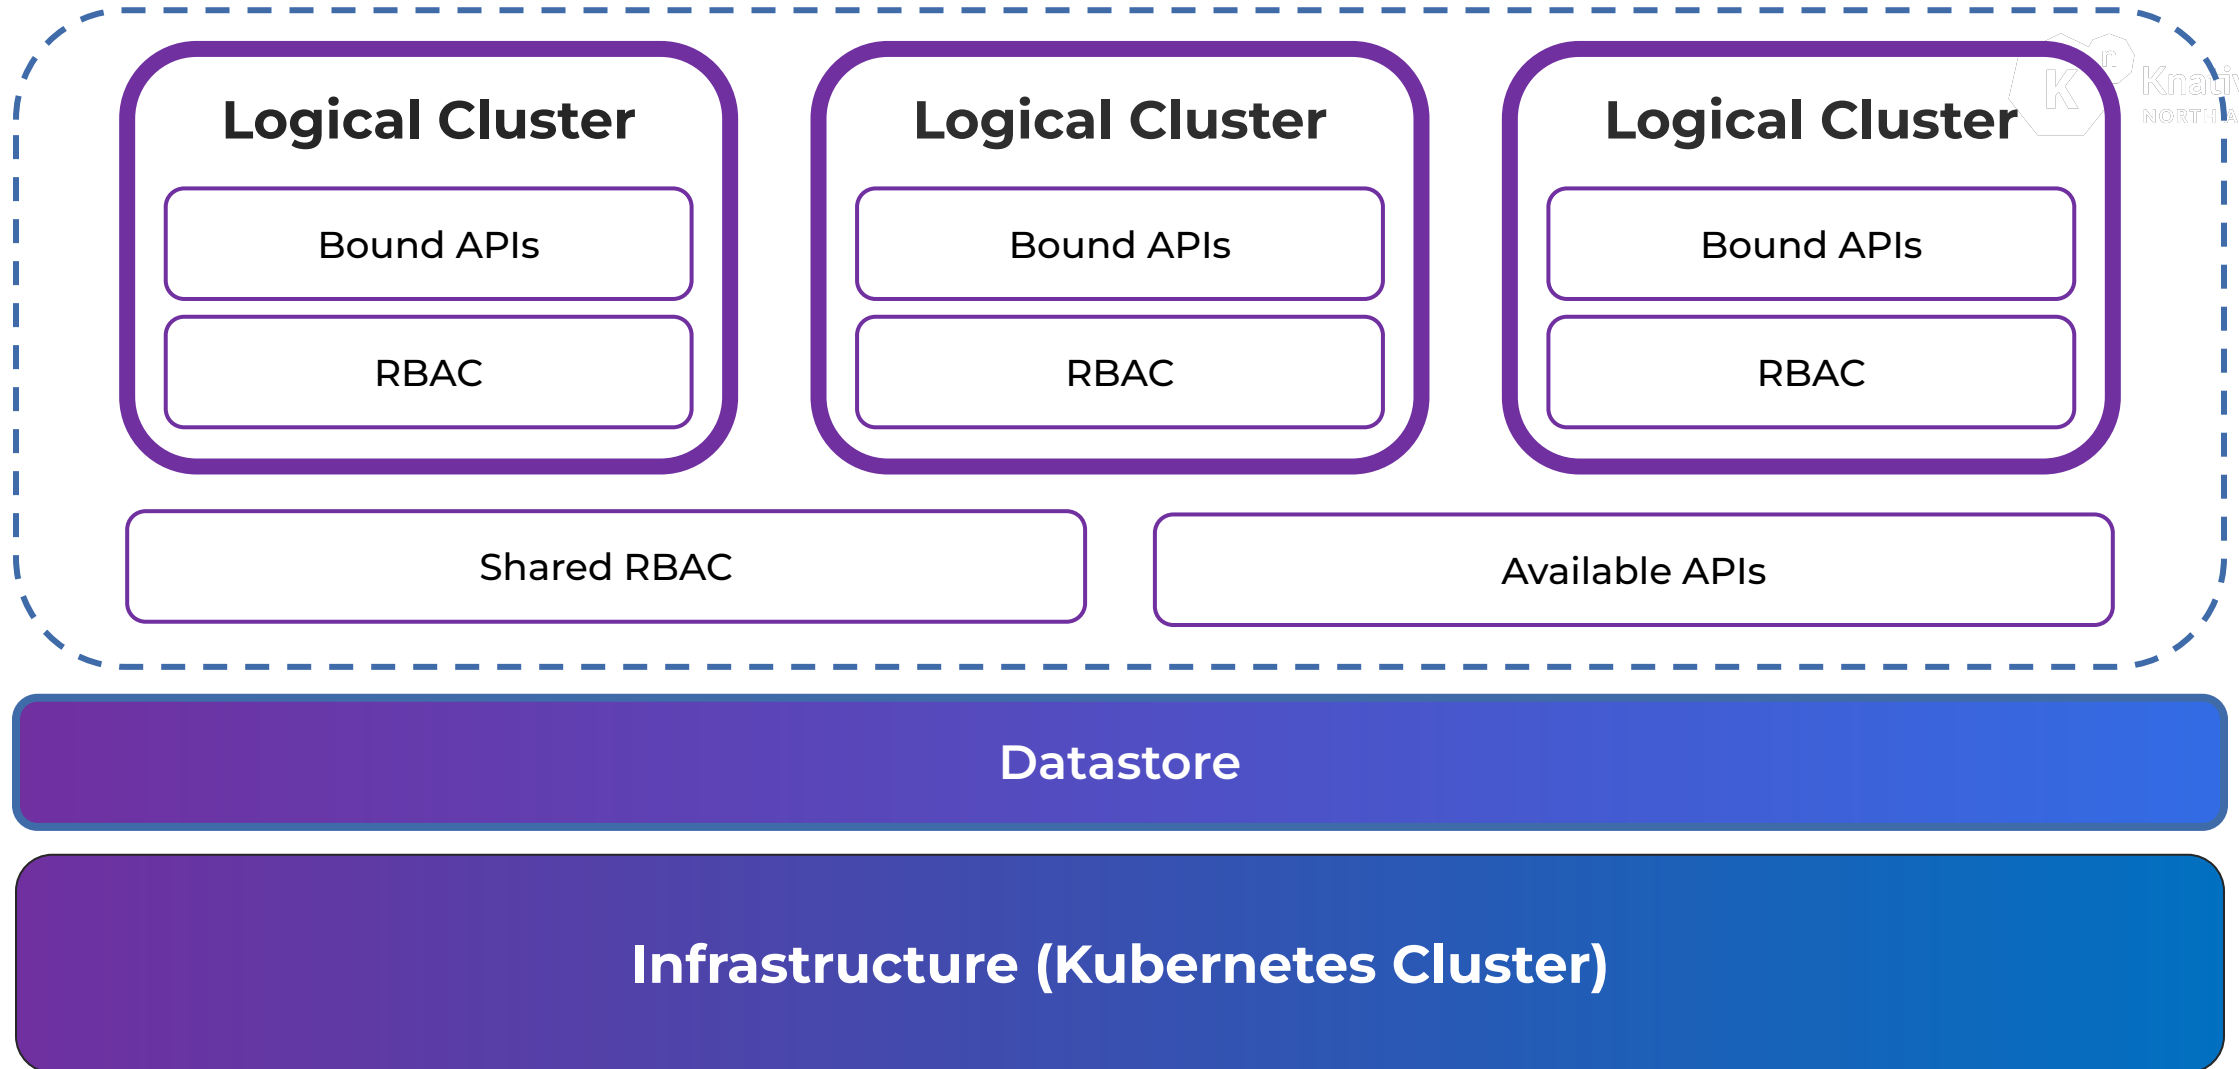 Logical Cluster
Logical Cluster
Logical Cluster
Bound APIs
Bound APIs
Bound APIs
RBAC
RBAC
RBAC
Shared RBAC
Available APIs
Datastore
Infrastructure (Kubernetes Cluster)
K
n
NORTH A